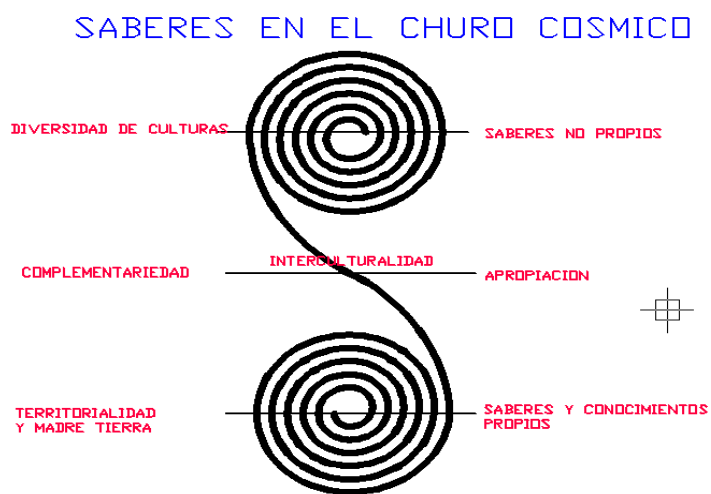 SABERES EN EL CHURO COSMICO
DIVERSIDAD DE CULTURAS
SABERES NO PROPIOS
INTERCULTURALIDAD
COMPLEMENTARIEDAD
APROPIACION
TERRITORIALIDAD
Y MADRE TIERRA
SABERES Y CONOCIMIENTOS
PROPIOS